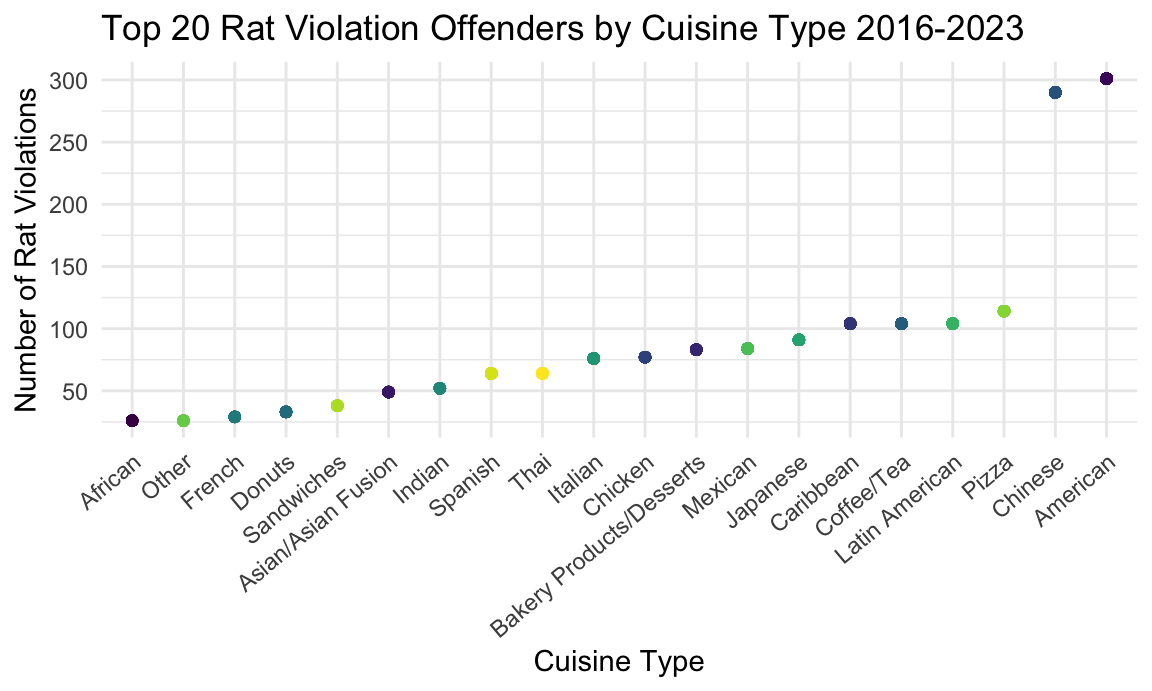 Top 20 Rat Violation Offenders by Cuisine Type 2016-2023
Number of Rat Violations
300
250
200
150
100
50
African
Other
French
Donuts
Sandwiches
Asian/Asian Fusion
Indian
Spanish
Thai
Italian
Chicken
Bakery Products/Desserts
Mexican
Japanese
Caribbean
Coffee/Tea
Latin American
Pizza
Chinese
American
Cuisine Type